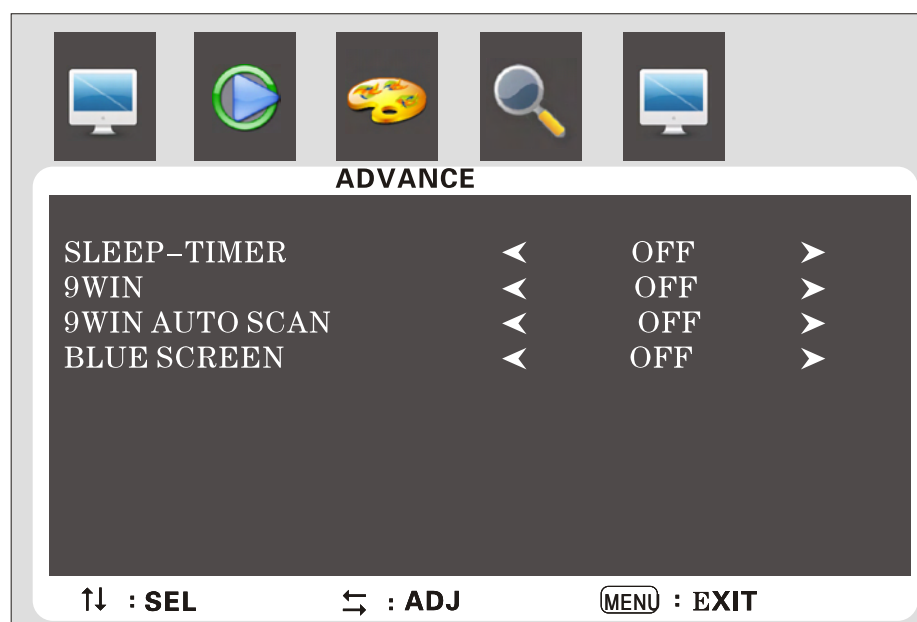 ADVANCE
SLEEP-TIMER ➤ OFF ➤
9WIN ➤ OFF ➤
9WIN AUTO SCAN ➤ OFF ➤
BLUE SCREEN ➤ OFF ➤
↑↓ : SEL ⇆ : ADJ MENU : EXIT